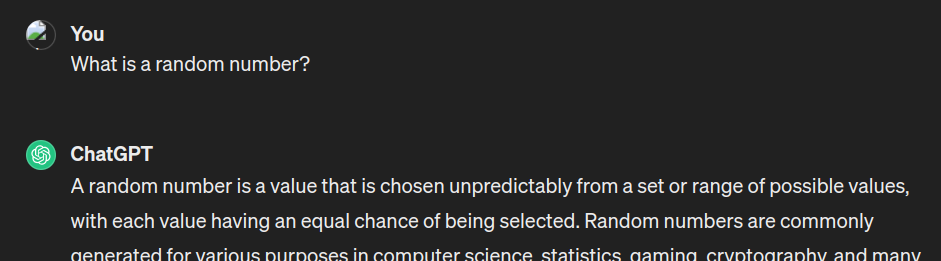 You
What is a random number?
ChatGPT
A random number is a value that is chosen unpredictably from a set or range of possible values,
with each value having an equal chance of being selected. Random numbers are commonly
generated for various purposes in computer science, statistics, gaming, cryptography, and many